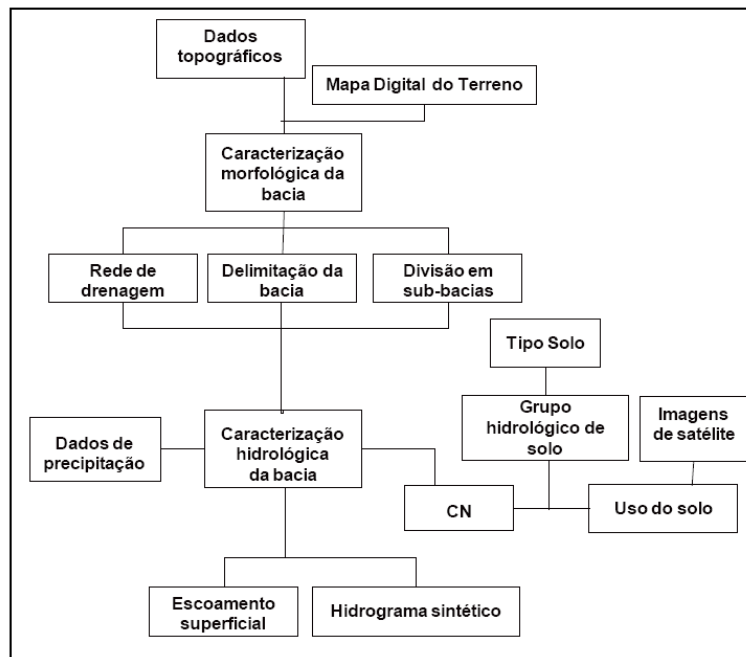 Dados
topográficos
Mapa Digital do Terreno
Caracterização
morfológica da
bacia
Rede de
drenagem
Delimitação da
bacia
Divisão em
sub-bacias
Tipo Solo
Grupo
hidrológico de
solo
Imagens
de satélite
Dados de
precipitação
Caracterização
hidrológica
da bacia
CN
Uso do solo
Escoamento
superficial
Hidrograma sintético